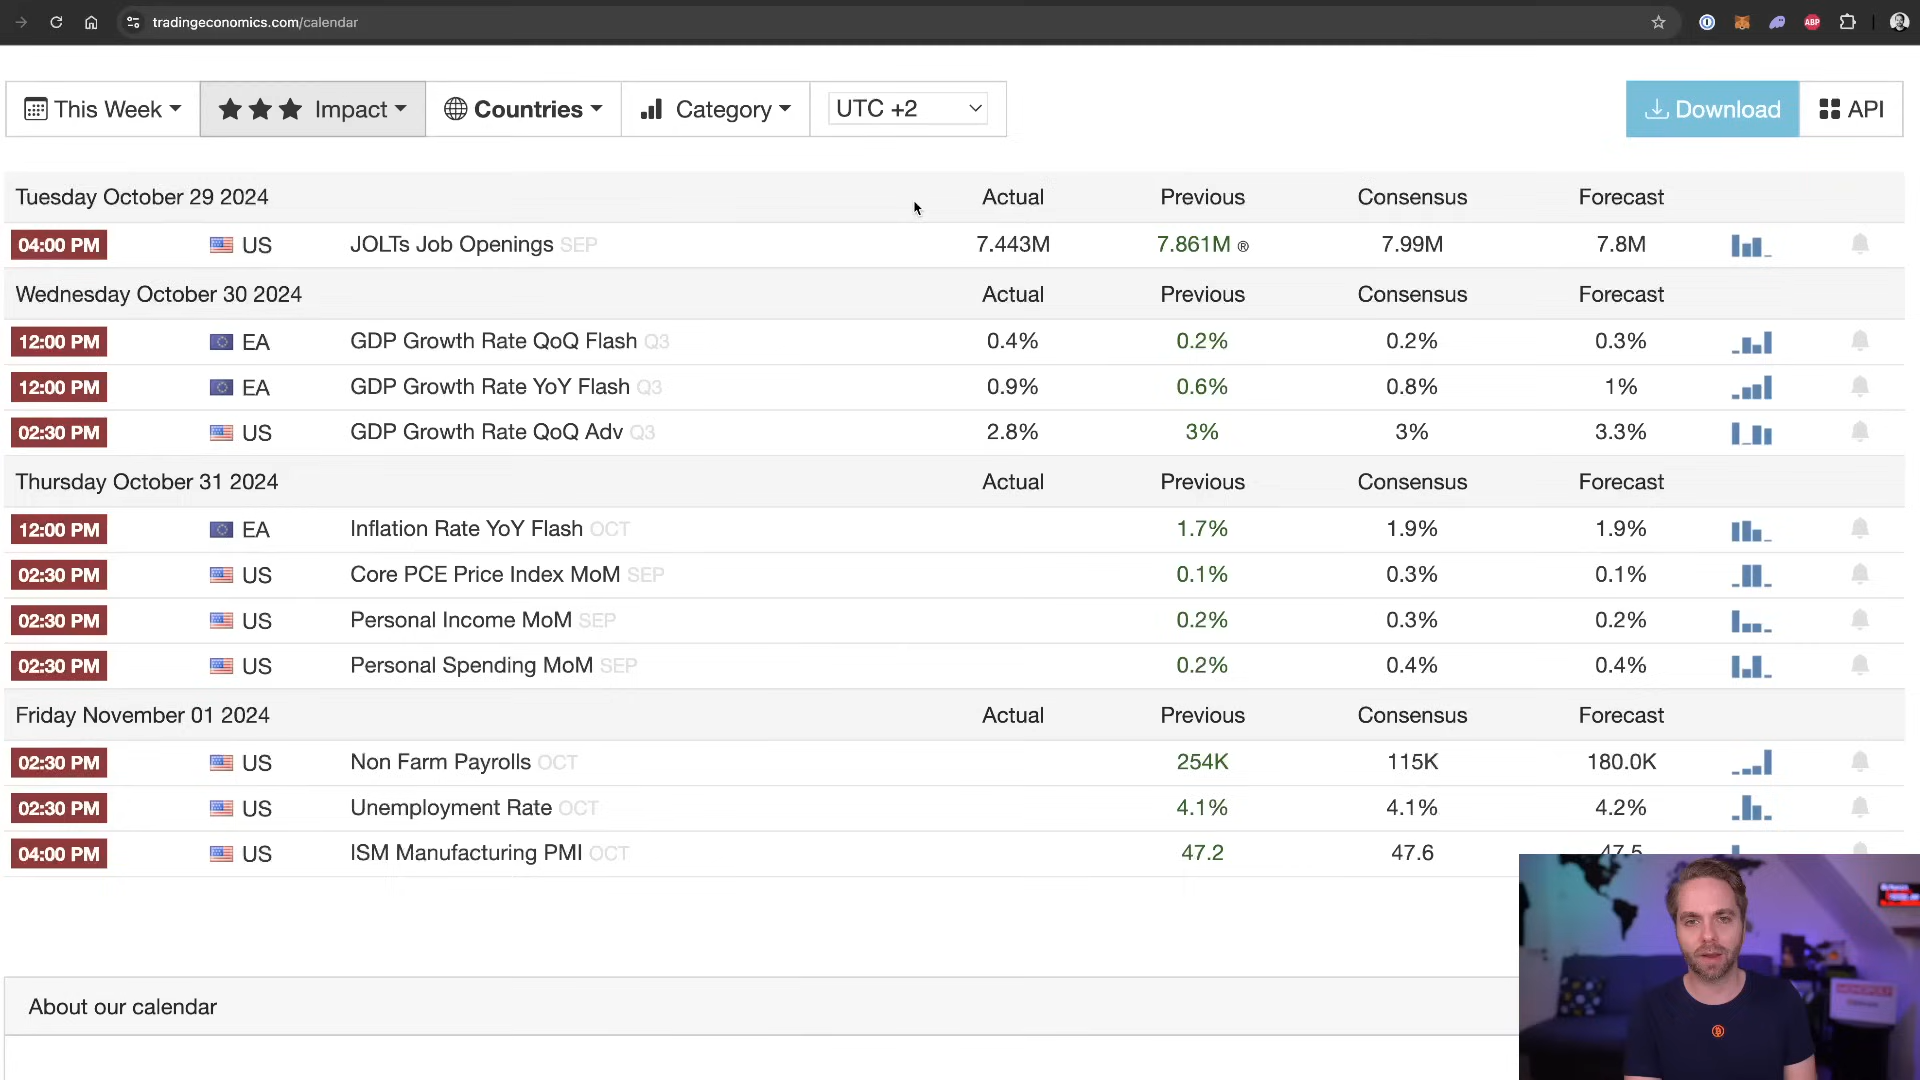 tradingeconomics.com/calendar
ABP
This Week Impact Countries Category UTC +2 Download API
Tuesday October 29 2024 Actual Previous Consensus Forecast
04:00 PM US JOLTs Job Openings SEP 7.443M 7.861M ® 7.99M 7.8M
Wednesday October 30 2024 Actual Previous Consensus Forecast
12:00 PM EA GDP Growth Rate QoQ Flash Q3 0.4% 0.2% 0.2% 0.3%
12:00 PM EA GDP Growth Rate YoY Flash Q3 0.9% 0.6% 0.8% 1%
02:30 PM US GDP Growth Rate QoQ Adv Q3 2.8% 3% 3% 3.3%
Thursday October 31 2024 Actual Previous Consensus Forecast
12:00 PM EA Inflation Rate YoY Flash OCT 1.7% 1.9% 1.9%
02:30 PM US Core PCE Price Index MoM SEP 0.1% 0.3% 0.1%
02:30 PM US Personal Income MoM SEP 0.2% 0.3% 0.2%
02:30 PM US Personal Spending MoM SEP 0.2% 0.4% 0.4%
Friday November 01 2024 Actual Previous Consensus Forecast
02:30 PM US Non Farm Payrolls OCT 254K 115K 180.0K
02:30 PM US Unemployment Rate OCT 4.1% 4.1% 4.2%
04:00 PM US ISM Manufacturing PMI OCT 47.2 47.6 47.5
About our calendar